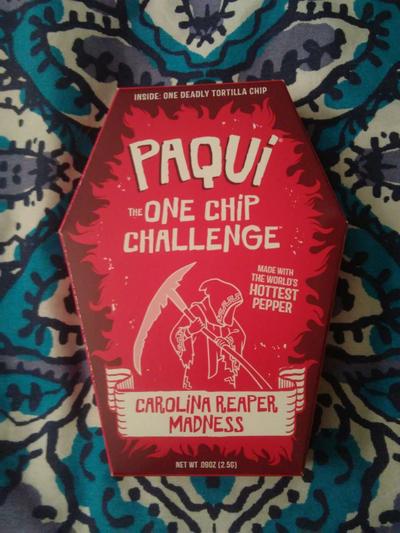 INSIDE: ONE DEADLY TORTILLA CHIP
PAQUI®
THE ONE CHIP
CHALLENGE™
MADE WITH
THE WORLD'S
HOTTEST
PEPPER
CAROLINA REAPER
MADNESS
NET WT .09OZ (2.5G)